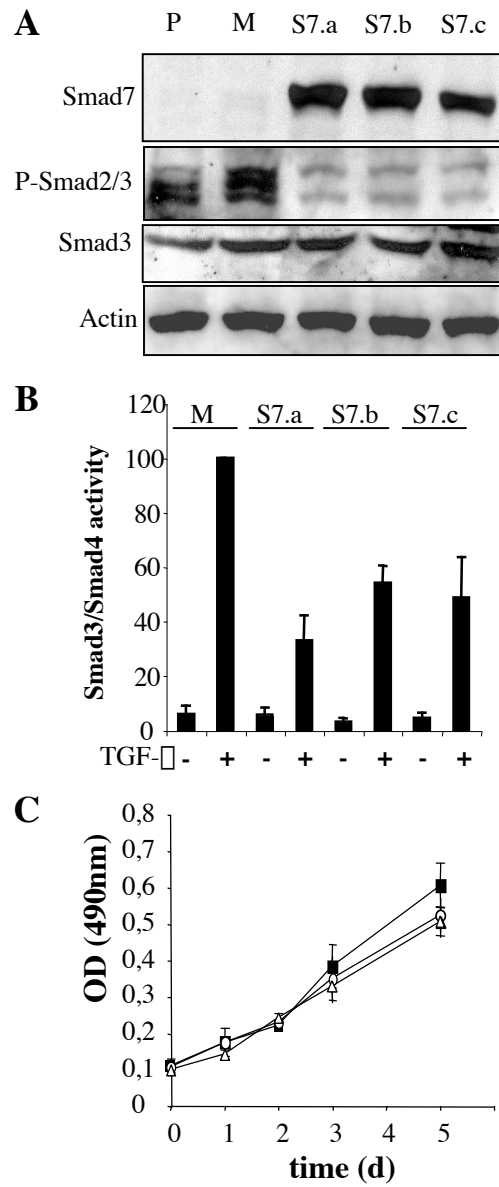 A
P M S7.a S7.b S7.c
Smad7
P-Smad2/3
Smad3
Actin
B
M S7.a S7.b S7.c
Smad3/Smad4 activity
120
100
80
60
40
20
0
TGF-▯ - + - + - + - +
C
OD (490nm)
0,8
0,7
0,6
0,5
0,4
0,3
0,2
0,1
0
0 1 2 3 4 5
time (d)